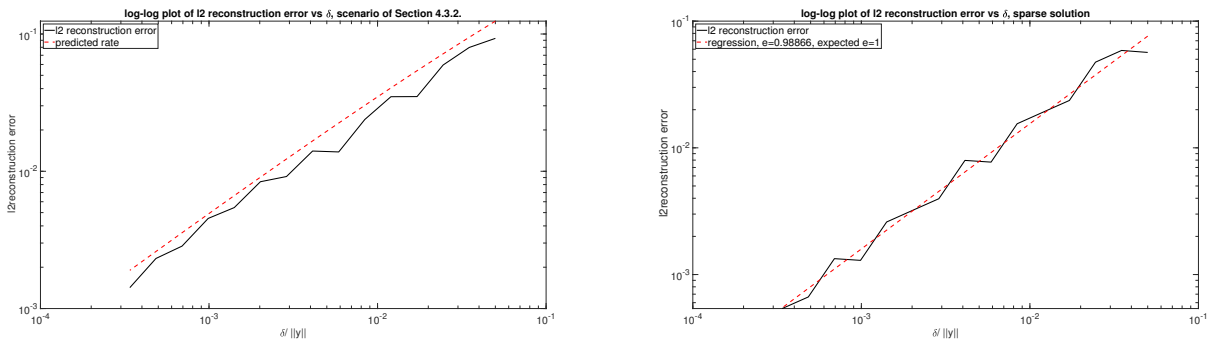 log-log plot of l2 reconstruction error vs δ, scenario of Section 4.3.2.
l2 reconstruction error
predicted rate
10^-1
10^-2
10^-3
l2reconstruction error
10^-4
10^-3
10^-2
10^-1
δ/ ||y||
log-log plot of l2 reconstruction error vs δ, sparse solution
l2 reconstruction error
regression, e=0.98866, expected e=1
10^-1
10^-2
10^-3
l2reconstruction error
10^-4
10^-3
10^-2
10^-1
δ/ ||y||